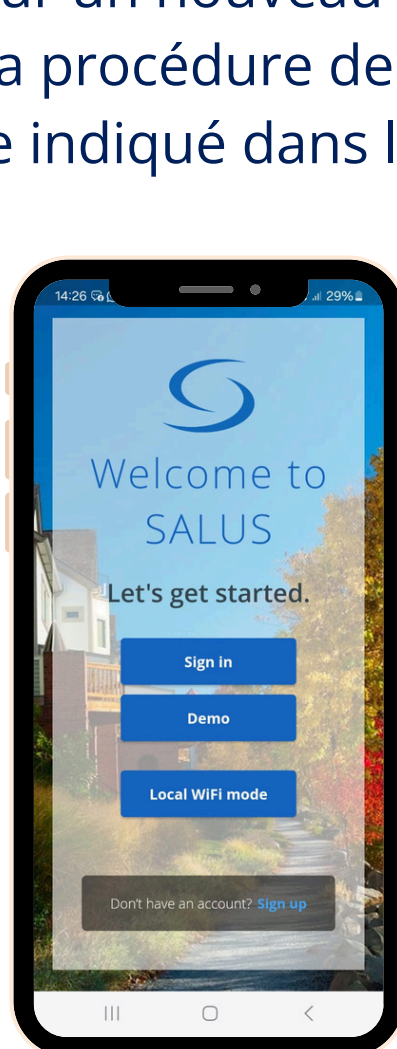 a procédure de
indiqué dans
14:26
29%
Welcome to
SALUS
Let's get started.
Sign in
Demo
Local WiFi mode
Don't have an account? Sign up